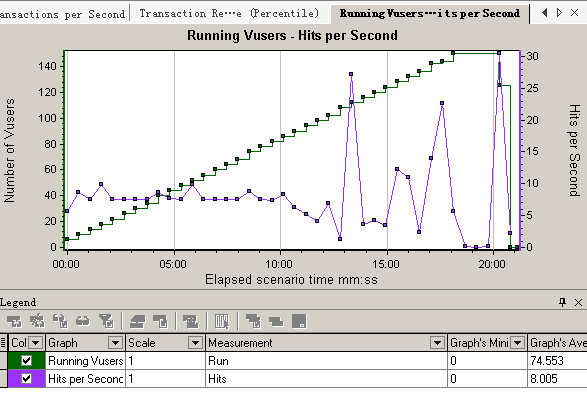 ansactions per Second
Transaction Re⋯e (Percentile)
Running Vusers⋯its per Second
Running Vusers - Hits per Second
Number of Vusers
140
120
100
80
60
40
20
0
30
25
20
15
10
5
0
Hits per Second
00:00 05:00 10:00 15:00 20:00
Elapsed scenario time mm:ss
Legend
Col Graph Scale Measurement Graph's Mini Graph's Ave
Running Vusers 1 Run 0 74.553
Hits per Second 1 Hits 0 8.005